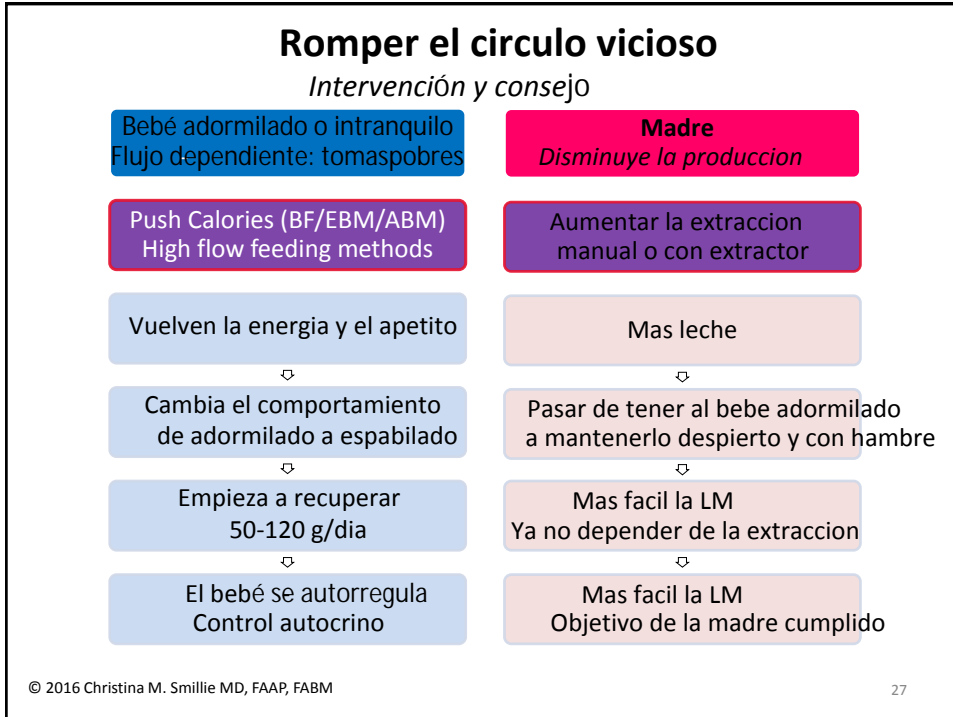 Romper el circulo vicioso
Intervención y consejo
Bebé adormilado o intranquilo
Flujo dependiente: tomaspobres
Push Calories (BF/EBM/ABM)
High flow feeding methods
Vuelven la energia y el apetito
Cambia el comportamiento
de adormilado a espabilado
Empieza a recuperar
50-120 g/dia
El bebé se autorregula
Control autocrino
Madre
Disminuye la produccion
Aumentar la extraccion
manual o con extractor
Mas leche
Pasar de tener al bebe adormilado
a mantenerlo despierto y con hambre
Mas facil la LM
Ya no depender de la extraccion
Mas facil la LM
Objetivo de la madre cumplido
© 2016 Christina M. Smillie MD, FAAP, FABM
27